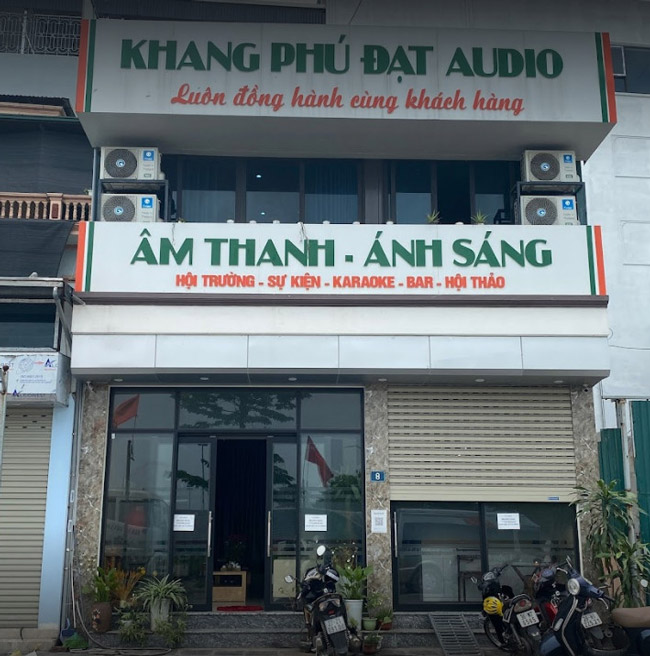 KHANG PHÚ ĐẠT AUDIO
Luôn đồng hành cùng khách hàng
ÂM THANH - ÁNH SÁNG
HỘI TRƯỜNG - SỰ KIỆN - KARAOKE - BAR - HỘI THẢO
8